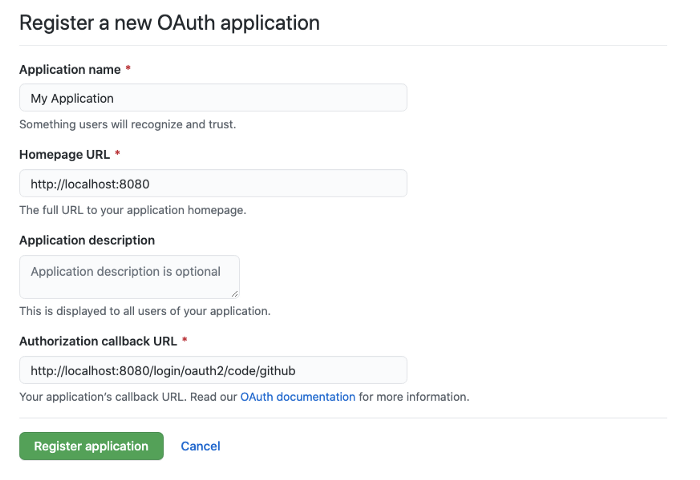 Register a new OAuth application
Application name *
My Application
Something users will recognize and trust.
Homepage URL *
http://localhost:8080
The full URL to your application homepage.
Application description
Application description is optional
This is displayed to all users of your application.
Authorization callback URL *
http://localhost:8080/login/oauth2/code/github
Your application’s callback URL. Read our OAuth documentation for more information.
Register application Cancel